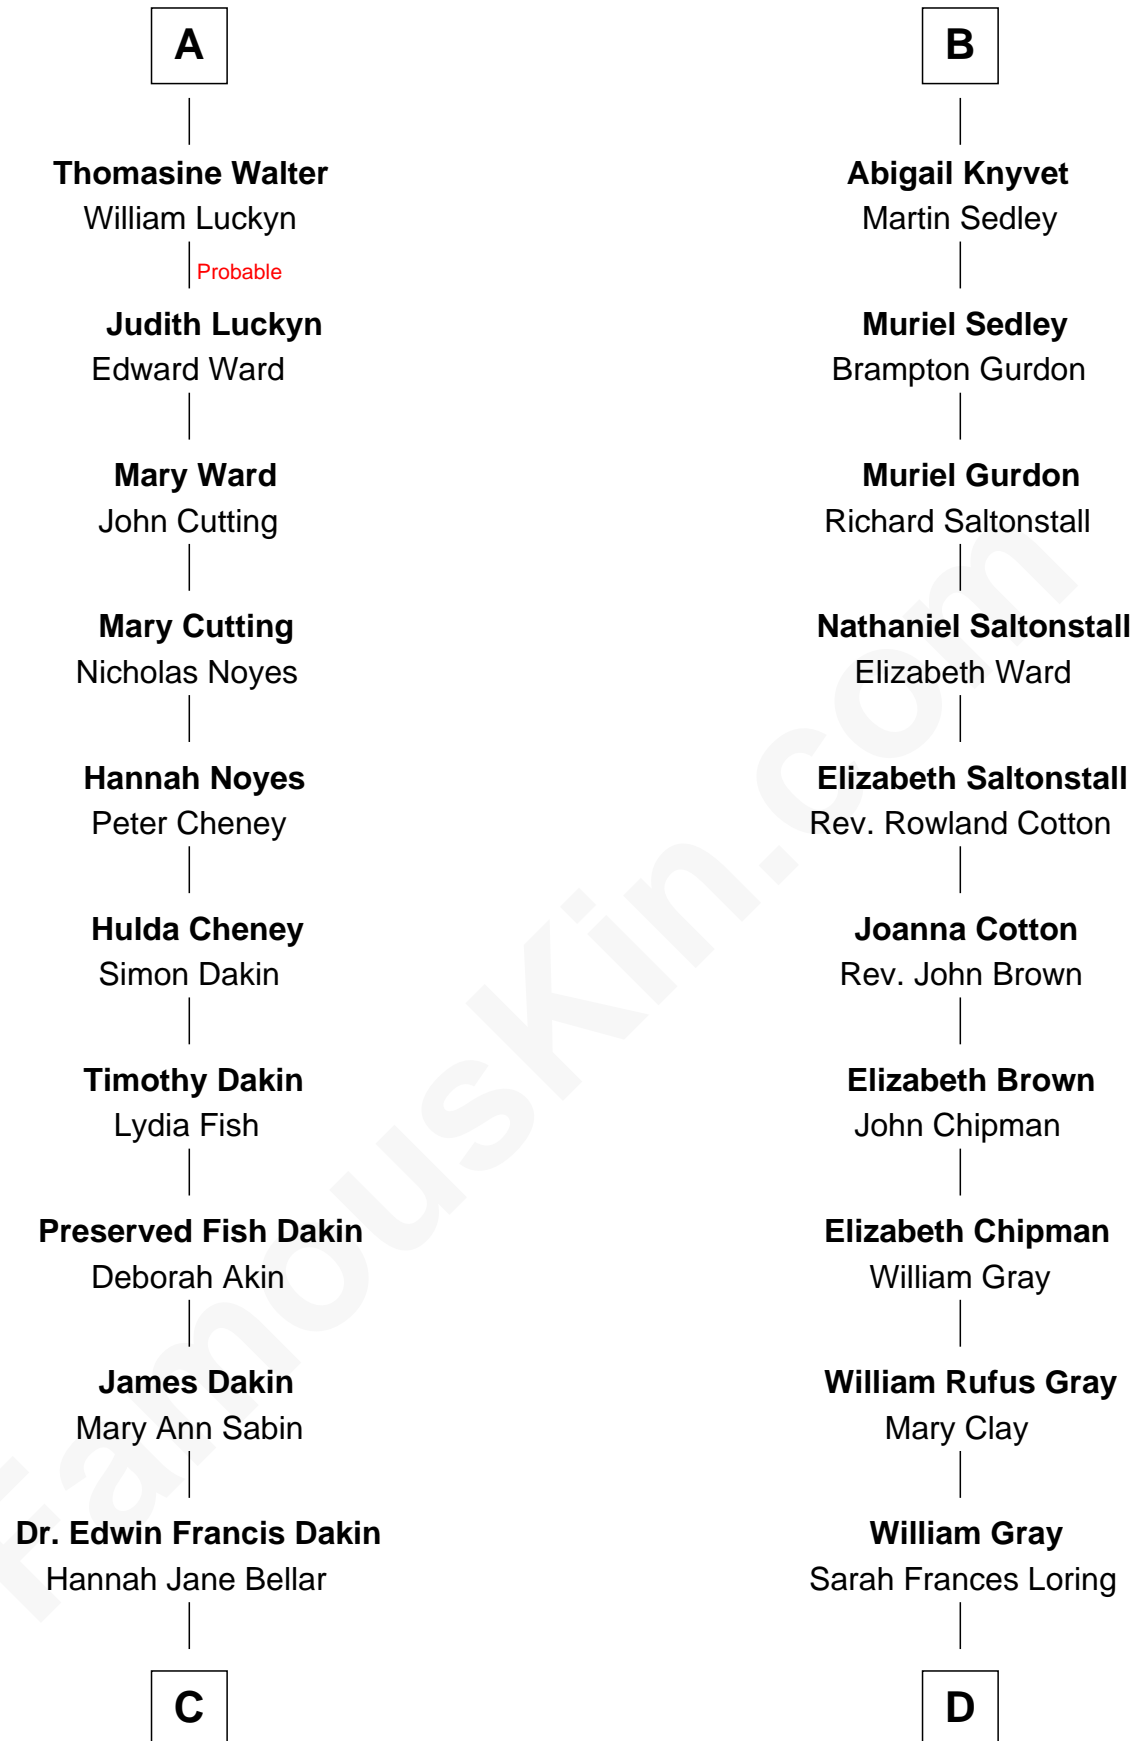 A
Thomasine Walter
William Luckyn
Probable
Judith Luckyn
Edward Ward
Mary Ward
John Cutting
Mary Cutting
Nicholas Noyes
Hannah Noyes
Peter Cheney
Hulda Cheney
Simon Dakin
Timothy Dakin
Lydia Fish
Preserved Fish Dakin
Deborah Akin
James Dakin
Mary Ann Sabin
Dr. Edwin Francis Dakin
Hannah Jane Bellar
C
B
Abigail Knyvet
Martin Sedley
Muriel Sedley
Brampton Gurdon
Muriel Gurdon
Richard Saltonstall
Nathaniel Saltonstall
Elizabeth Ward
Elizabeth Saltonstall
Rev. Rowland Cotton
Joanna Cotton
Rev. John Brown
Elizabeth Brown
John Chipman
Elizabeth Chipman
William Gray
William Rufus Gray
Mary Clay
William Gray
Sarah Frances Loring
D
FamousKin.com